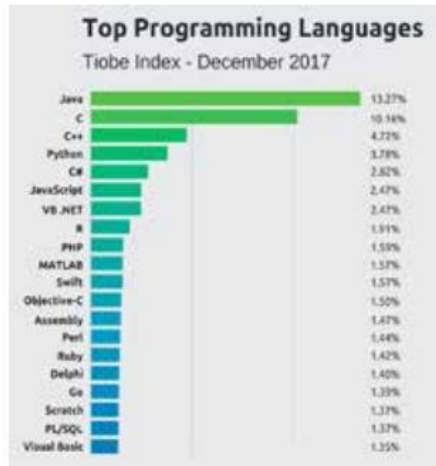 Top Programming Languages
Tiobe Index - December 2017
Java 13.27%
C 10.16%
C++ 4.72%
Python 3.78%
C# 2.82%
JavaScript 2.47%
VB .NET 2.47%
R 1.91%
PHP 1.59%
MATLAB 1.57%
Swift 1.57%
Objective-C 1.50%
Assembly 1.47%
Perl 1.44%
Ruby 1.42%
Delphi 1.40%
Go 1.39%
Scratch 1.37%
PL/SQL 1.37%
Visual Basic 1.35%